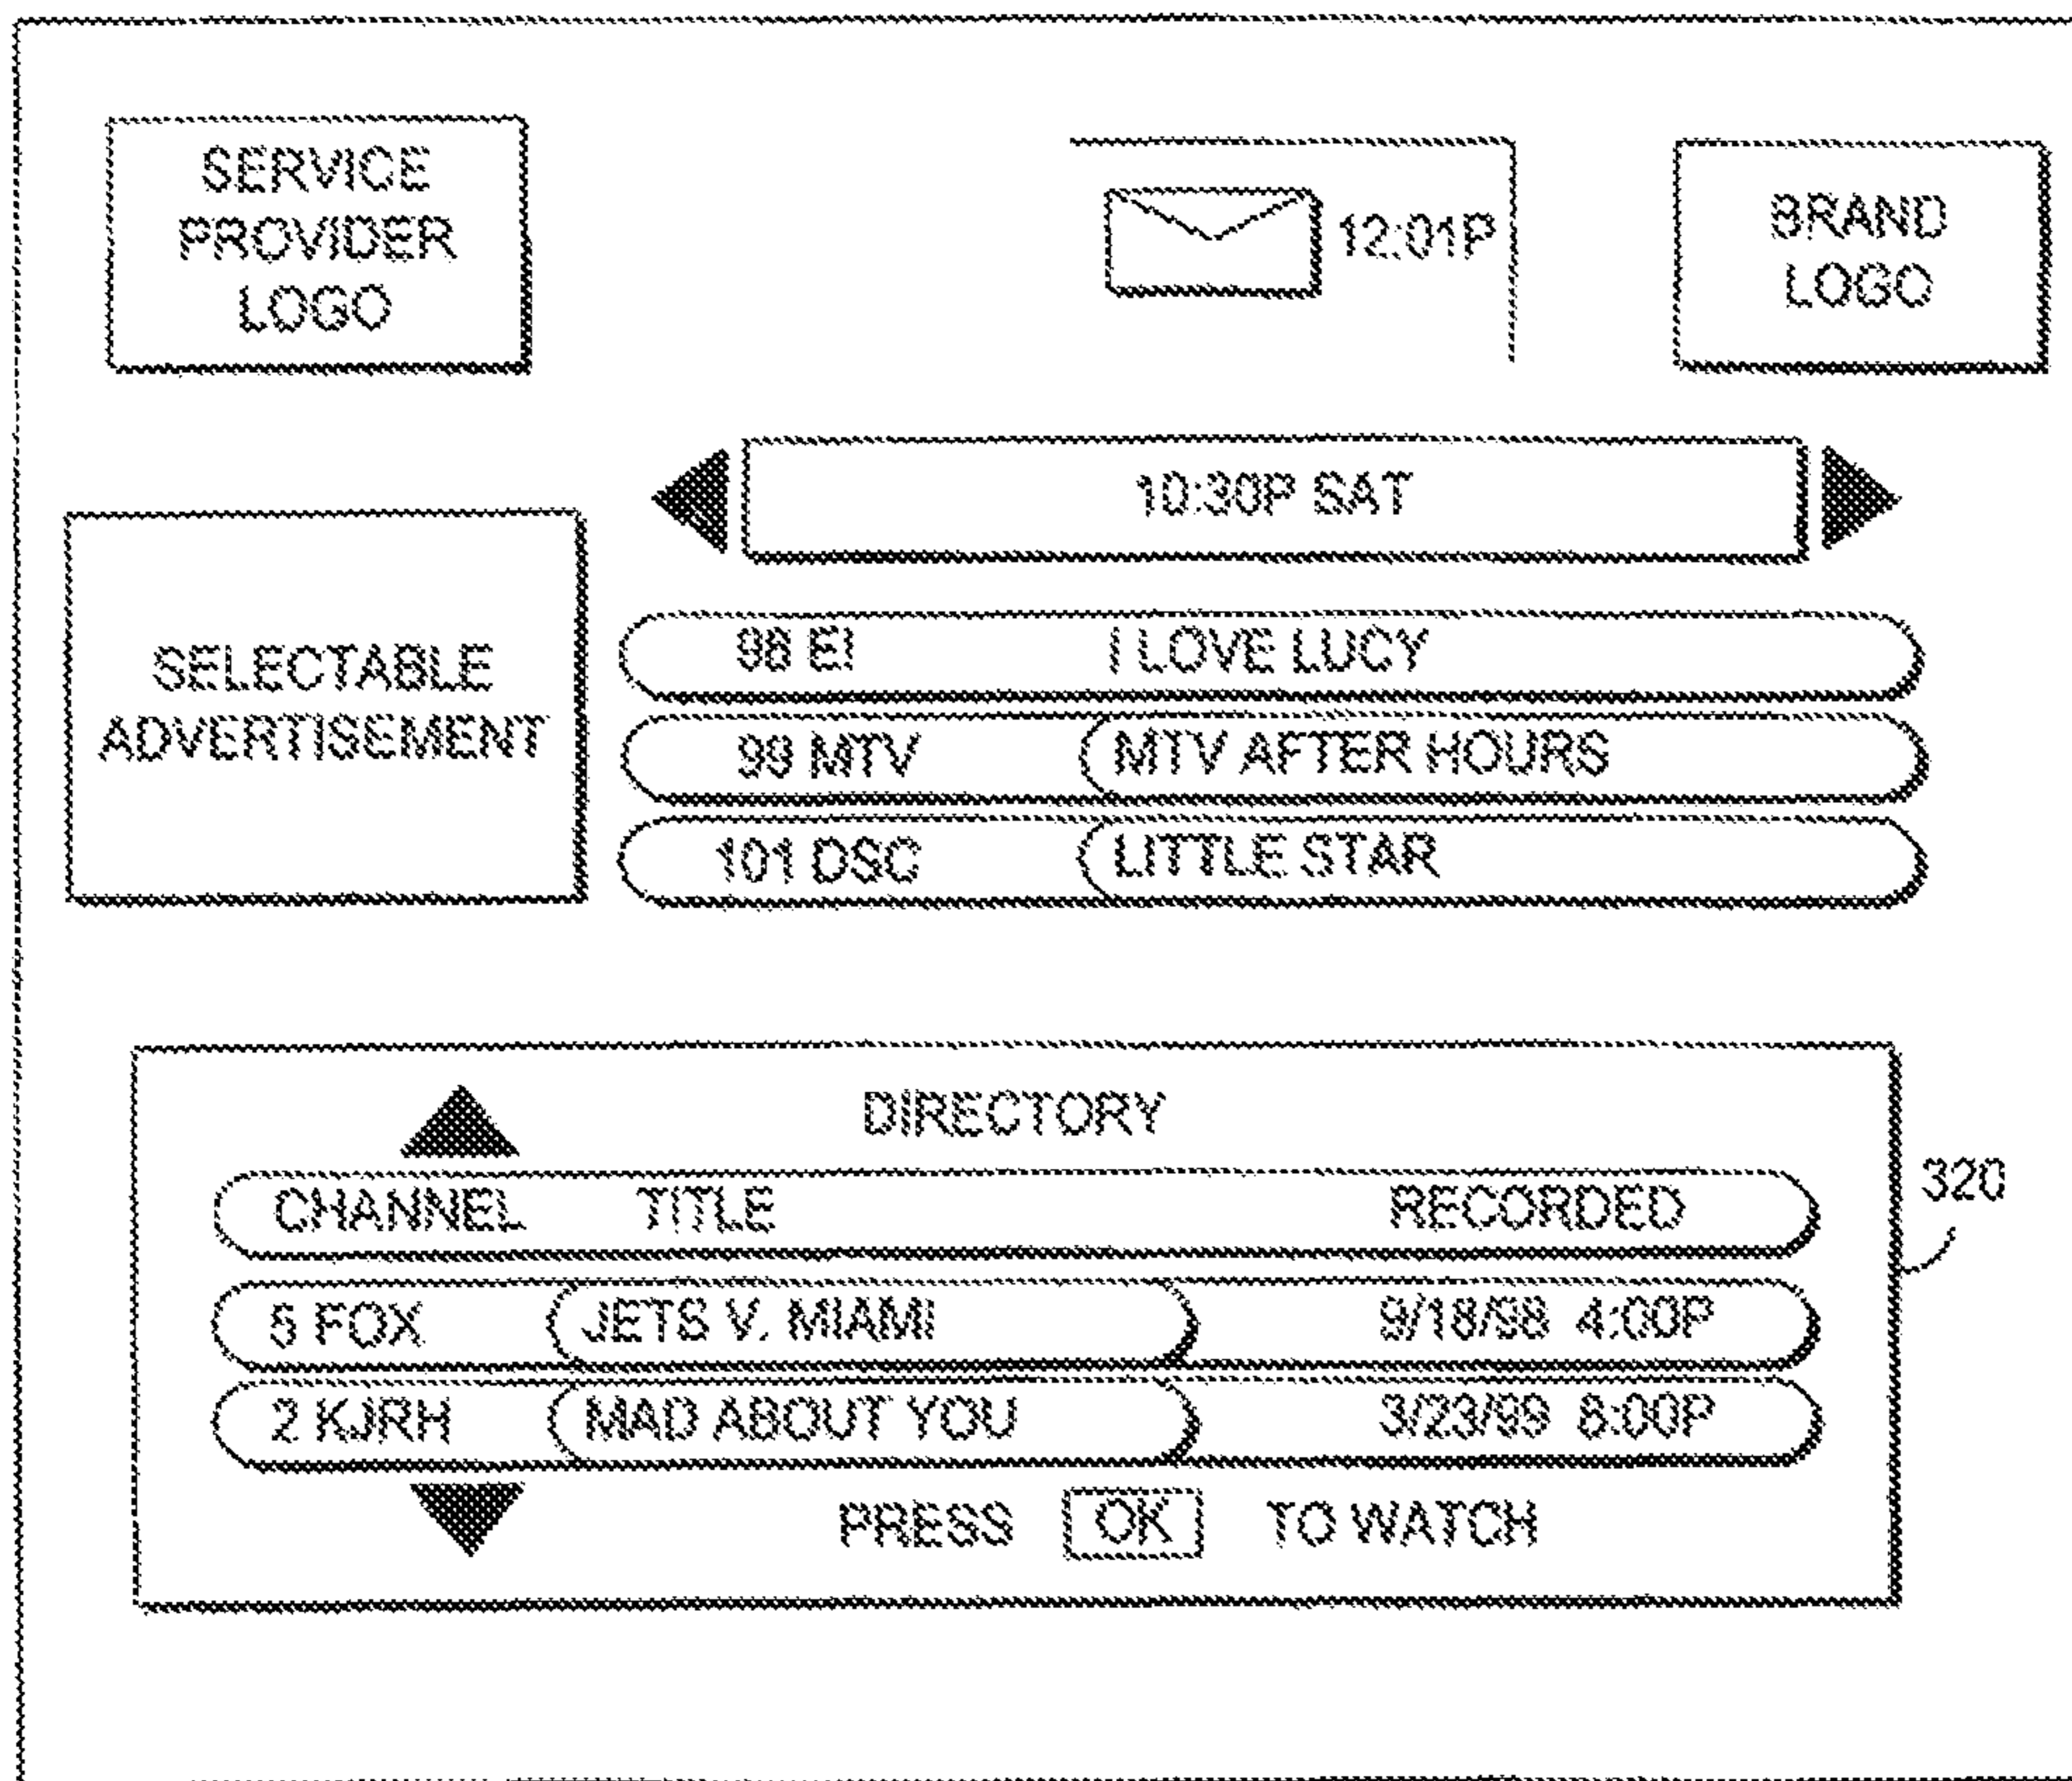 SERVICE
PROVIDER
LOGO
12:01P
BRAND
LOGO
10:30P SAT
SELECTABLE
ADVERTISEMENT
98 E! I LOVE LUCY
99 MTV MTV AFTER HOURS
101 DSC LITTLE STAR
DIRECTORY
CHANNEL TITLE RECORDED
320
5 FOX JETS V. MIAMI 9/18/98 4:00P
2 KJRH MAD ABOUT YOU 3/23/99 8:00P
PRESS OK TO WATCH